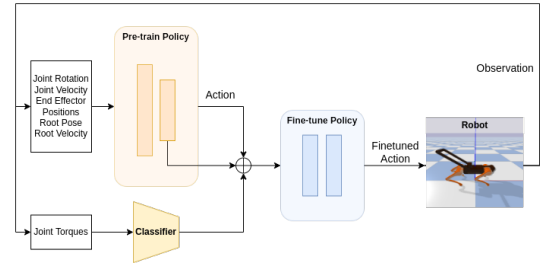 Pre-train Policy
Joint Rotation
Joint Velocity
End Effector
Positions
Root Pose
Root Velocity
Action
Observation
Fine-tune Policy
Finetuned
Action
Robot
Joint Torques
Classifier